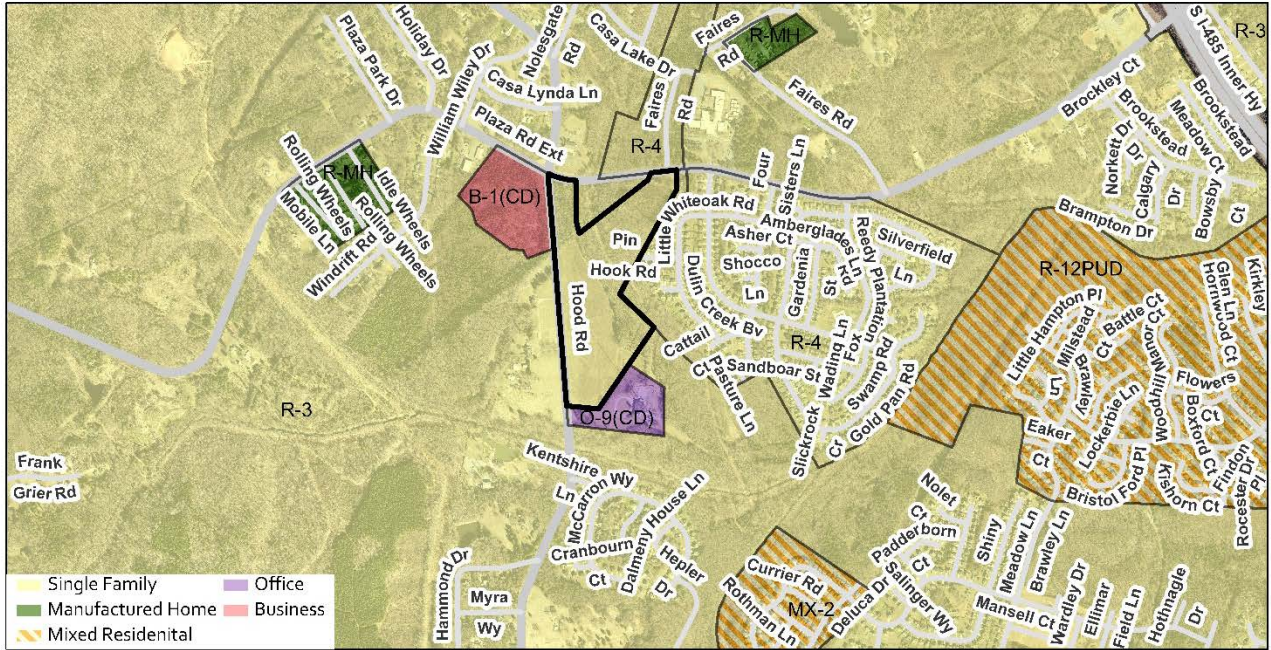 Plaza Park Dr
Holiday Dr
William Wiley Dr
Nolesgate
Rd
Casa Lake Dr
Casa Lynda Ln
Plaza Rd Ext
Faires
Rd
R-4
Faires
Rd
R-MH
Faires Rd
Brockley Ct
S I-485 Inner Hy
R-3
Brookstead
Meadow Ct
Brookstead
Norkett
Dr
Calgary
Dr
Bowsby
Ct
Brampton Dr
R-MH
Rolling Wheels
Mobile Ln
Idle Wheels
Rolling Wheels
Windrift Rd
B-1(CD)
Pin
Hook Rd
Hood Rd
Little
Whiteoak Rd
Four
Sisters Ln
Amberglades Ln
Asher Ct
Shocco
Ln
Gardenia
St
Rd
Reedy Plantation
Silverfield
Ln
Dulin Creek Bv
Cattail
Ct
R-4
Wading Ln
Fox
Sandboar St
Pasture Ln
Swamp Rd
Gold Pan Rd
Slickrock
Ct
R-12PUD
Little Hampton Pl
Ln
Milstead
Ct
Battle Ct
Brawley
Ln
Lockerbie Ln
Woodhill Manor Ct
Glen Ln
Hornwood Ct
Kirkley
Flowers
Ct
Boxford Ct
Eaker
Ct
Bristol Ford Pl
Kishorn Ct
Findon
Pl
Rocester Dr
R-3
O-9(CD)
Frank
Grier Rd
Kentshire
Ln
McCarron Wy
Cranbourn
Ct
Dalmeny House Ln
Hepler
Dr
Hammond Dr
Myra
Wy
Currier Rd
Rothman Ln
MX-2
Deluca Dr
Nolet
Ct
Padderborn
Ct
Salinger Wy
Shiny
Meadow Ln
Brawley Ln
Mansell Ct
Wardley Dr
Ellimar
Field Ln
Hothnagle
Dr
Single Family
Office
Manufactured Home
Business
Mixed Residenital